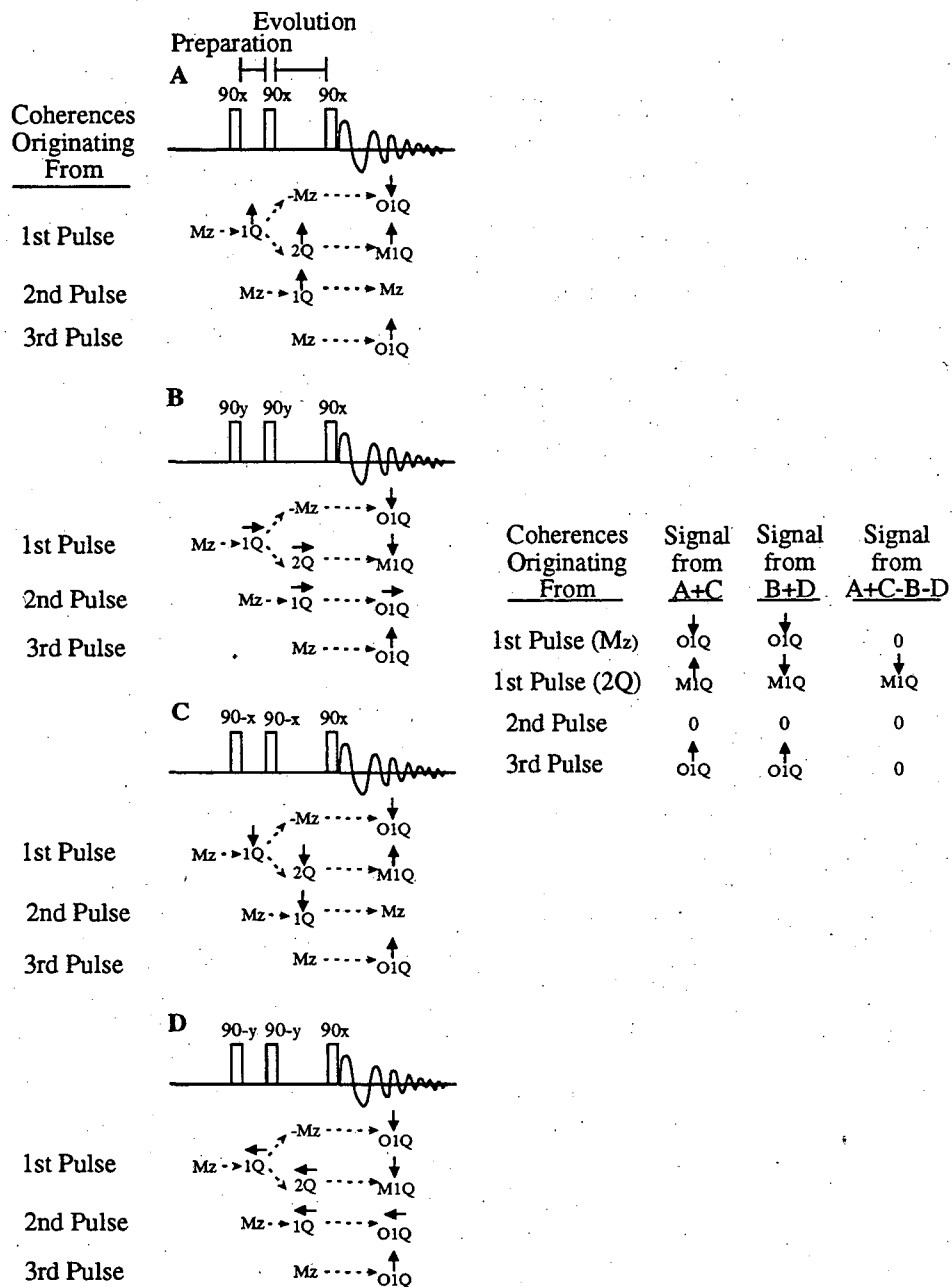 Evolution
Preparation
A
90x 90x 90x
Coherences
Originating
From
-Mz O1Q
1st Pulse Mz 1Q
2Q M1Q
2nd Pulse Mz 1Q Mz
3rd Pulse Mz O1Q
B
90y 90y 90x
-Mz O1Q
1st Pulse Mz 1Q
2Q M1Q
2nd Pulse Mz 1Q O1Q
3rd Pulse Mz O1Q
C
90-x 90-x 90x
-Mz O1Q
1st Pulse Mz 1Q
2Q M1Q
2nd Pulse Mz 1Q Mz
3rd Pulse Mz O1Q
D
90-y 90-y 90x
-Mz O1Q
1st Pulse Mz 1Q
2Q M1Q
2nd Pulse Mz 1Q O1Q
3rd Pulse Mz O1Q
Coherences Signal Signal Signal
Originating from from from
From A+C B+D A+C-B-D
1st Pulse (Mz) O1Q O1Q 0
1st Pulse (2Q) M1Q M1Q M1Q
2nd Pulse 0 0 0
3rd Pulse O1Q O1Q 0